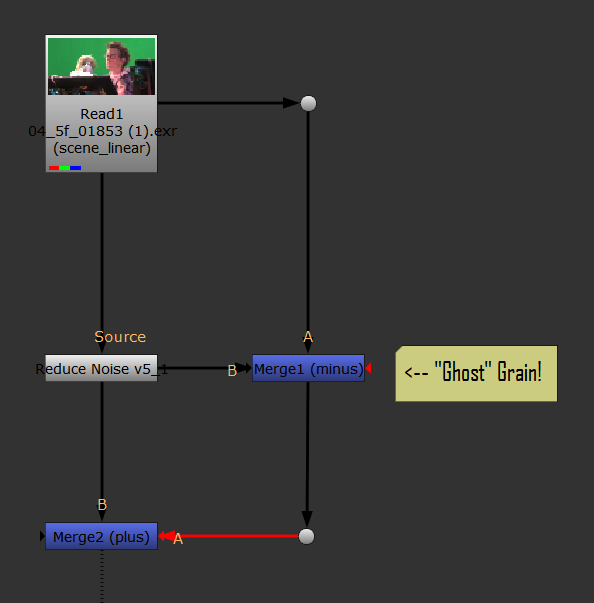 Read1
04_5f_01853 (1).exr
(scene_linear)
Source
A
Reduce Noise v5_1
B
Merge1 (minus)
<-- "Ghost" Grain!
B
Merge2 (plus)
A